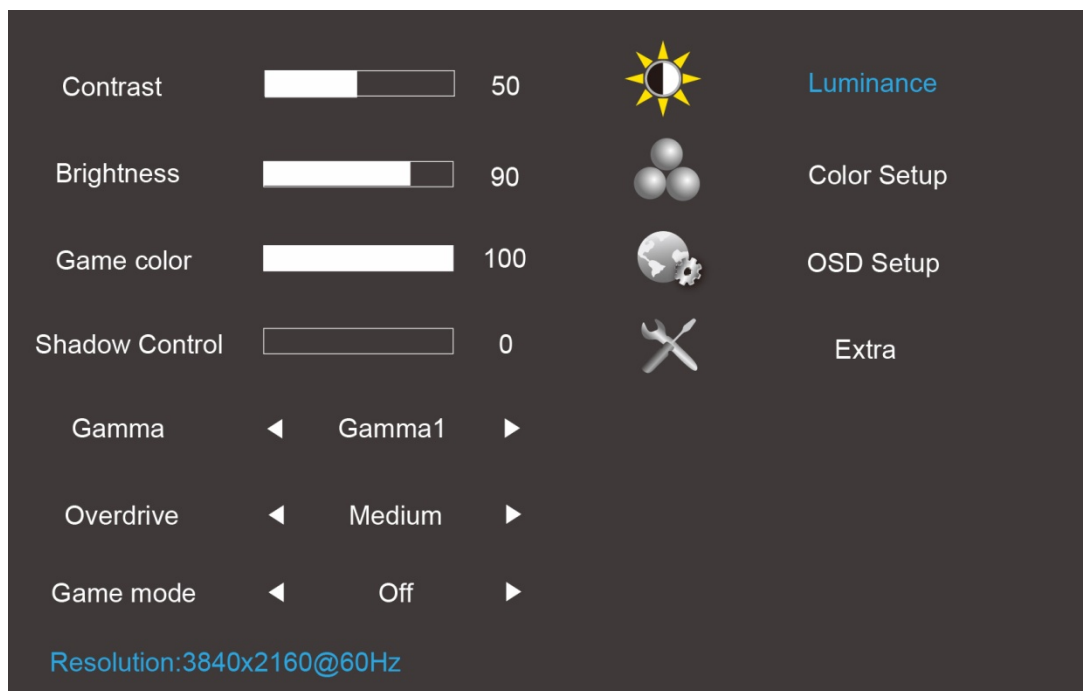 Contrast 50 Luminance
Brightness 90 Color Setup
Game color 100 OSD Setup
Shadow Control 0 Extra
Gamma Gamma1
Overdrive Medium
Game mode Off
Resolution:3840x2160@60Hz